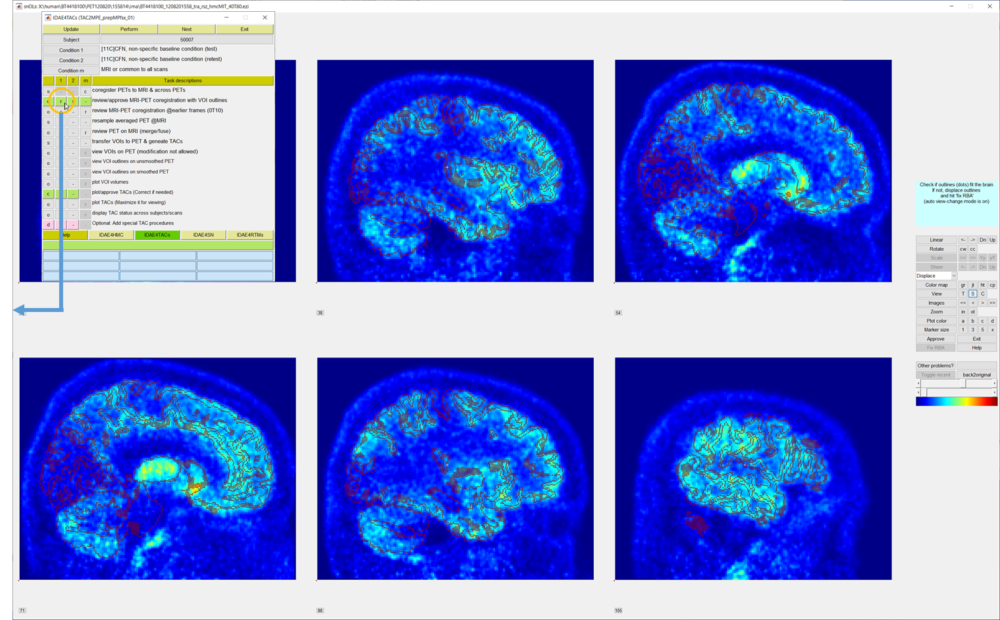 snOLs: X:\human\BT4418100\PET120820\155814\ima\BT4418100_1208201558_tra_rsz_hmcMIT_40T80.ezi
IDAE4TACs (TAC2MPE_prepMPfsx_01)
Update Perform Next Exit
Subject 50007
Condition 1 [11C]CFN, non-specific baseline condition (test)
Condition 2 [11C]CFN, non-specific baseline condition (retest)
Condition m MRI or common to all scans
1 2 m Task descriptions
s c coregister PETs to MRI & across PETs
r - review/approve MRI-PET coregistration with VOI outlines
o - r review MRI-PET coregistration @earlier frames (0T10)
s - - resample averaged PET @MRI
o - r review PET on MRI (merge/fuse)
s - - transfer VOIs to PET & geneate TACs
o - r view VOIs on PET (modification not allowed)
o - r view VOI outlines on unsmoothed PET
o - r view VOI outlines on smoothed PET
o - r plot VOI volumes
c - - plot/approve TACs (Correct if needed)
o - r plot TACs (Maximize it for viewing)
o - r display TAC status across subjects/scans
d - - Optional: Add special TAC procedures
elp IDAE4HMC IDAE4TACs IDAE4SN IDAE4RTMs
38
54
71
88
105
Check if outlines (dots) fit the brain
If not, displace outlines
and hit 'fix RBA'
(auto view-change mode is on)
Linear <- -> Dn Up
Rotate cw cc
Scale >< <> Yy yY
Sheer <- -> Dn Up
Displace
Color map gr jt ht cp
View T S C
Images << < > >>
Zoom in ot
Plot color a b c d
Marker size 1 3 5 x
Approve Exit
Fix RBA Help
Other problems?
Toggle recent back2original